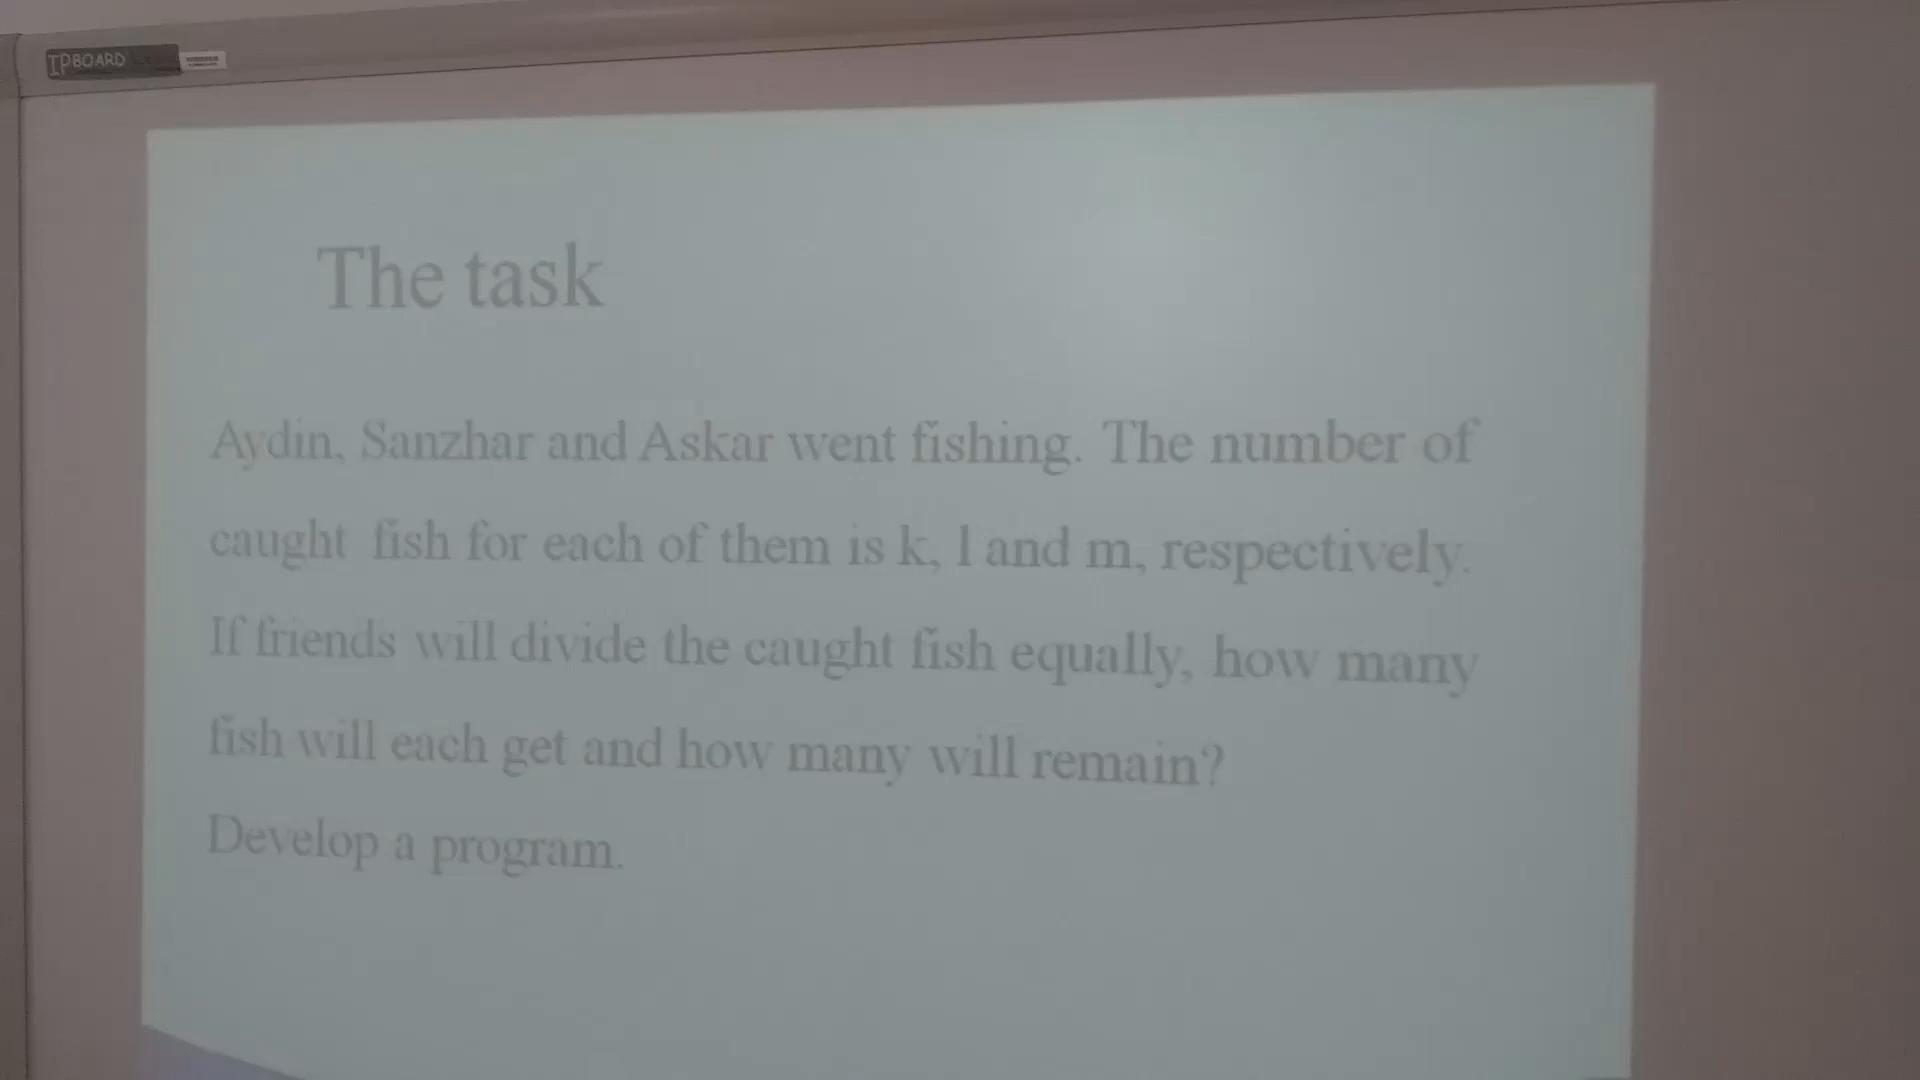 IPBOARD
The task
Aydin, Sanzhar and Askar went fishing. The number of
caught fish for each of them is k, l and m, respectively.
If friends will divide the caught fish equally, how many
fish will each get and how many will remain?
Develop a program.